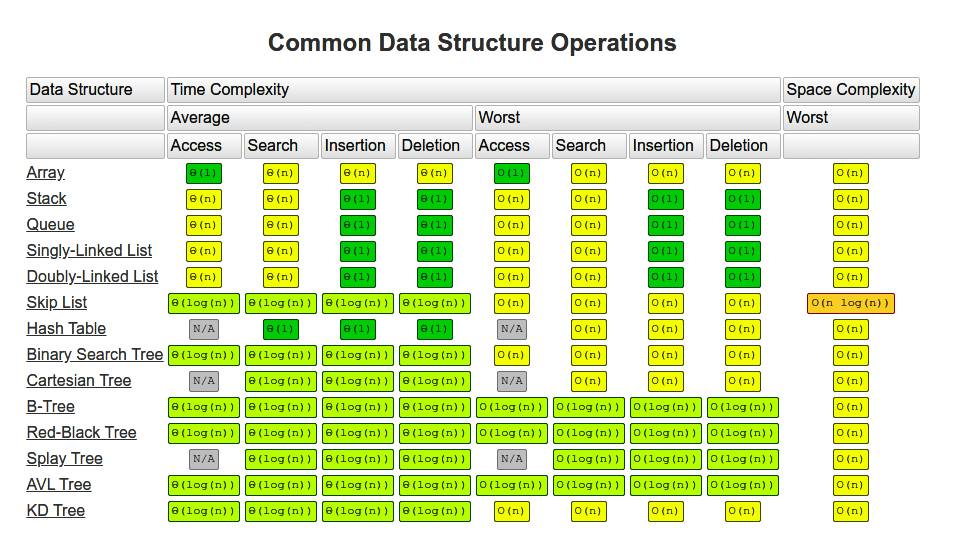 Common Data Structure Operations
Data Structure Time Complexity Space Complexity
Average Worst Worst
Access Search Insertion Deletion Access Search Insertion Deletion
Array Θ(1) Θ(n) Θ(n) Θ(n) O(1) O(n) O(n) O(n) O(n)
Stack Θ(n) Θ(n) Θ(1) Θ(1) O(n) O(n) O(1) O(1) O(n)
Queue Θ(n) Θ(n) Θ(1) Θ(1) O(n) O(n) O(1) O(1) O(n)
Singly-Linked List Θ(n) Θ(n) Θ(1) Θ(1) O(n) O(n) O(1) O(1) O(n)
Doubly-Linked List Θ(n) Θ(n) Θ(1) Θ(1) O(n) O(n) O(1) O(1) O(n)
Skip List Θ(log(n)) Θ(log(n)) Θ(log(n)) Θ(log(n)) O(n) O(n) O(n) O(n) O(n log(n))
Hash Table N/A Θ(1) Θ(1) Θ(1) N/A O(n) O(n) O(n) O(n)
Binary Search Tree Θ(log(n)) Θ(log(n)) Θ(log(n)) Θ(log(n)) O(n) O(n) O(n) O(n) O(n)
Cartesian Tree N/A Θ(log(n)) Θ(log(n)) Θ(log(n)) N/A O(n) O(n) O(n) O(n)
B-Tree Θ(log(n)) Θ(log(n)) Θ(log(n)) Θ(log(n)) O(log(n)) O(log(n)) O(log(n)) O(log(n)) O(n)
Red-Black Tree Θ(log(n)) Θ(log(n)) Θ(log(n)) Θ(log(n)) O(log(n)) O(log(n)) O(log(n)) O(log(n)) O(n)
Splay Tree N/A Θ(log(n)) Θ(log(n)) Θ(log(n)) N/A O(log(n)) O(log(n)) O(log(n)) O(n)
AVL Tree Θ(log(n)) Θ(log(n)) Θ(log(n)) Θ(log(n)) O(log(n)) O(log(n)) O(log(n)) O(log(n)) O(n)
KD Tree Θ(log(n)) Θ(log(n)) Θ(log(n)) Θ(log(n)) O(n) O(n) O(n) O(n) O(n)